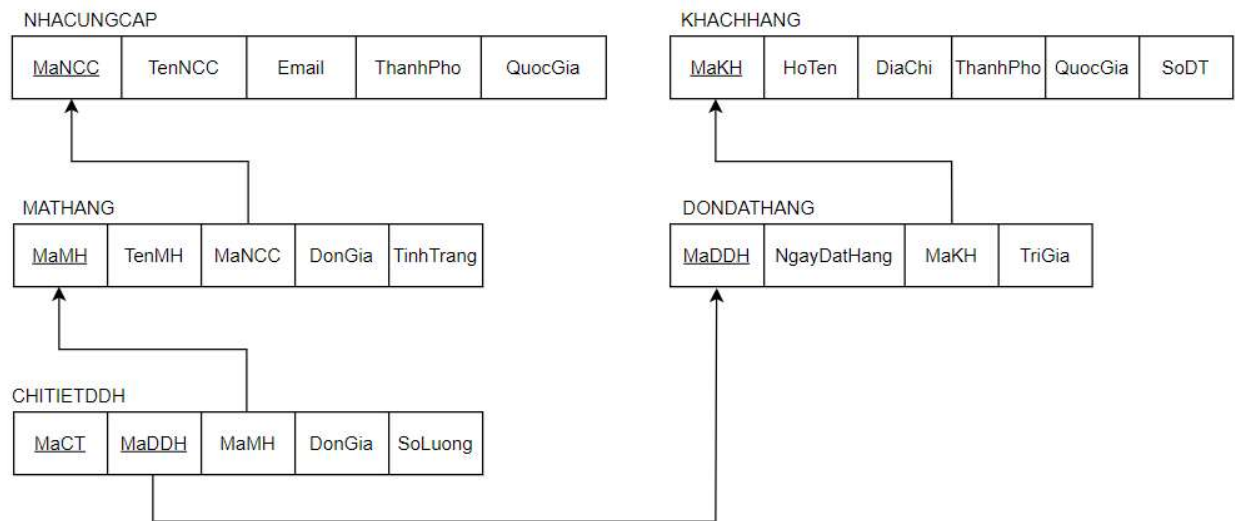 NHACUNGCAP
MaNCC TenNCC Email ThanhPho QuocGia
KHACHHANG
MaKH HoTen DiaChi ThanhPho QuocGia SoDT
MATHANG
MaMH TenMH MaNCC DonGia TinhTrang
DONDATHANG
MaDDH NgayDatHang MaKH TriGia
CHITIETDDH
MaCT MaDDH MaMH DonGia SoLuong